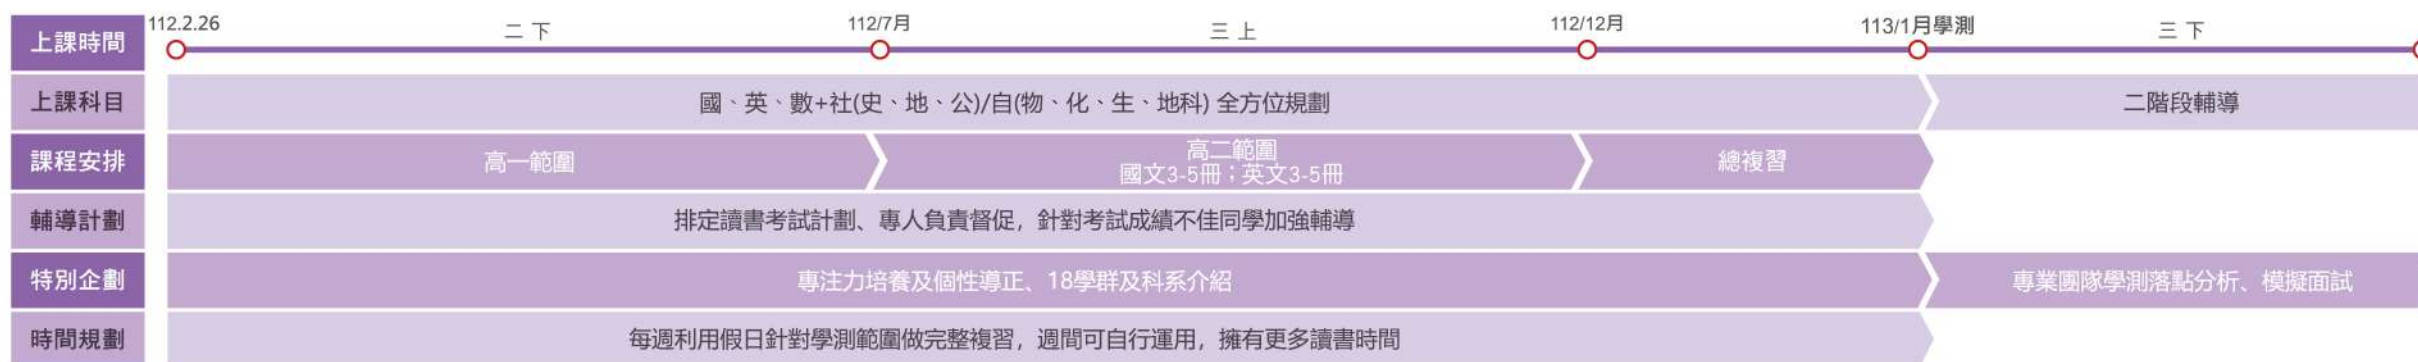 上課時間
112.2.26
二下
112/7月
三上
112/12月
113/1月學測
三下
上課科目
國、英、數+社(史、地、公)/自(物、化、生、地科) 全方位規劃
二階段輔導
課程安排
高一範圍
高二範圍
國文3-5冊；英文3-5冊
總複習
輔導計劃
排定讀書考試計劃、專人負責督促，針對考試成績不佳同學加強輔導
特別企劃
專注力培養及個性導正、18學群及科系介紹
專業團隊學測落點分析、模擬面試
時間規劃
每週利用假日針對學測範圍做完整複習，週間可自行運用，擁有更多讀書時間